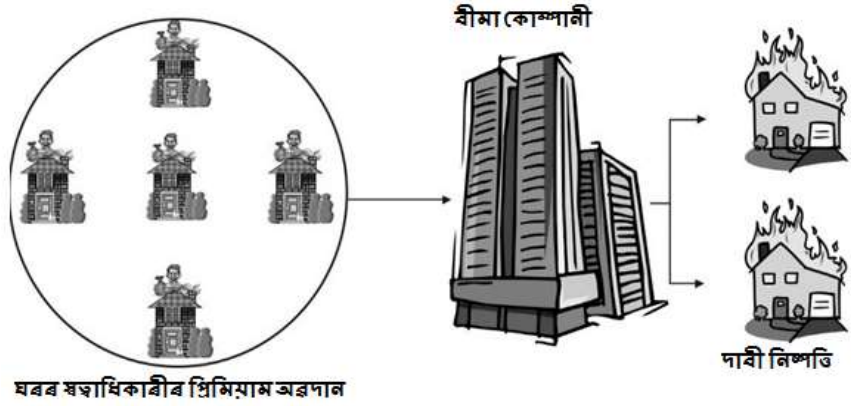 বীমা কোম্পানী
দাবী নিষ্পত্তি
ঘৰৰ স্বত্বাধিকাৰীৰ প্ৰিমিয়াম অৱদান